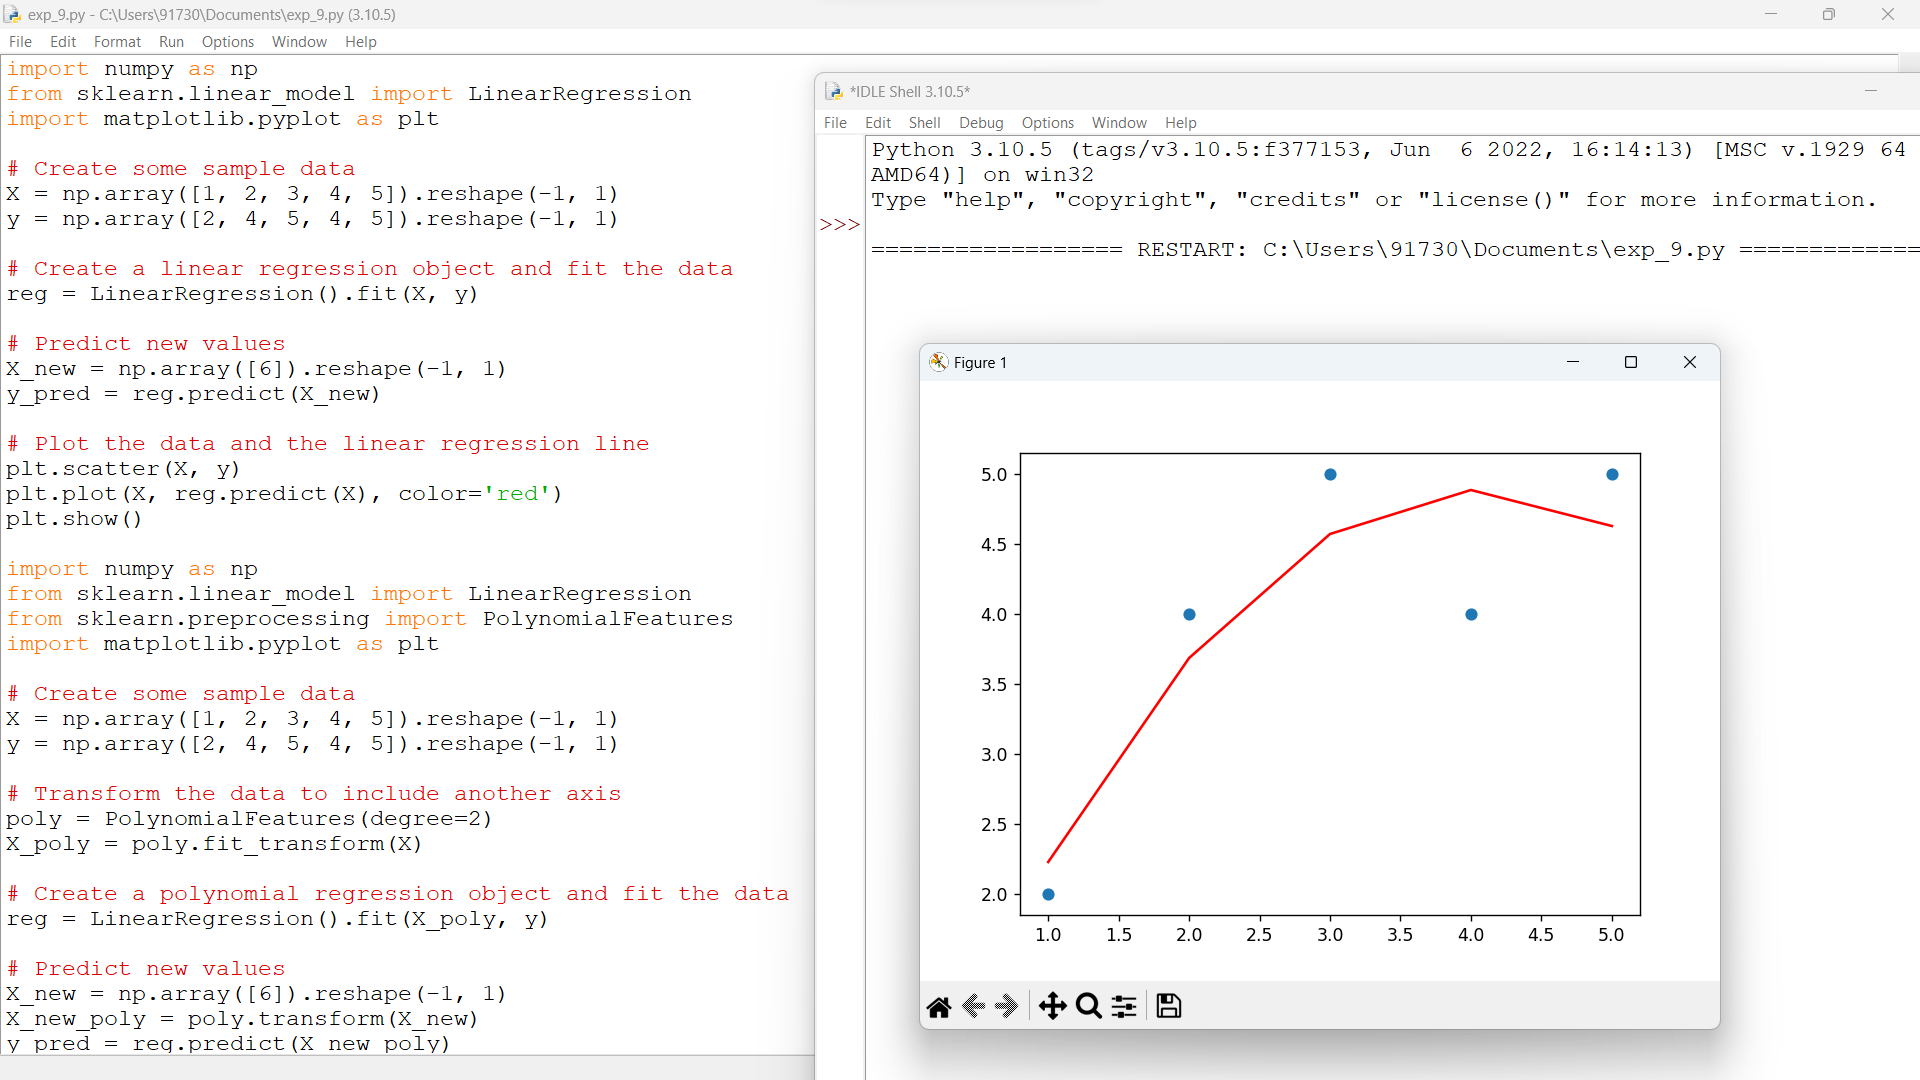 exp_9.py - C:\Users\91730\Documents\exp_9.py (3.10.5)
File Edit Format Run Options Window Help
import numpy as np
from sklearn.linear_model import LinearRegression
import matplotlib.pyplot as plt
# Create some sample data
X = np.array([1, 2, 3, 4, 5]).reshape(-1, 1)
y = np.array([2, 4, 5, 4, 5]).reshape(-1, 1)
# Create a linear regression object and fit the data
reg = LinearRegression().fit(X, y)
# Predict new values
X_new = np.array([6]).reshape(-1, 1)
y_pred = reg.predict(X_new)
# Plot the data and the linear regression line
plt.scatter(X, y)
plt.plot(X, reg.predict(X), color='red')
plt.show()
import numpy as np
from sklearn.linear_model import LinearRegression
from sklearn.preprocessing import PolynomialFeatures
import matplotlib.pyplot as plt
# Create some sample data
X = np.array([1, 2, 3, 4, 5]).reshape(-1, 1)
y = np.array([2, 4, 5, 4, 5]).reshape(-1, 1)
# Transform the data to include another axis
poly = PolynomialFeatures(degree=2)
X_poly = poly.fit_transform(X)
# Create a polynomial regression object and fit the data
reg = LinearRegression().fit(X_poly, y)
# Predict new values
X_new = np.array([6]).reshape(-1, 1)
X_new_poly = poly.transform(X_new)
y_pred = reg.predict(X_new_poly)
*IDLE Shell 3.10.5*
File Edit Shell Debug Options Window Help
Python 3.10.5 (tags/v3.10.5:f377153, Jun  6 2022, 16:14:13) [MSC v.1929 64
AMD64)] on win32
Type "help", "copyright", "credits" or "license()" for more information.
>>>
================== RESTART: C:\Users\91730\Documents\exp_9.py =============
Figure 1
5.0
4.5
4.0
3.5
3.0
2.5
2.0
1.0 1.5 2.0 2.5 3.0 3.5 4.0 4.5 5.0